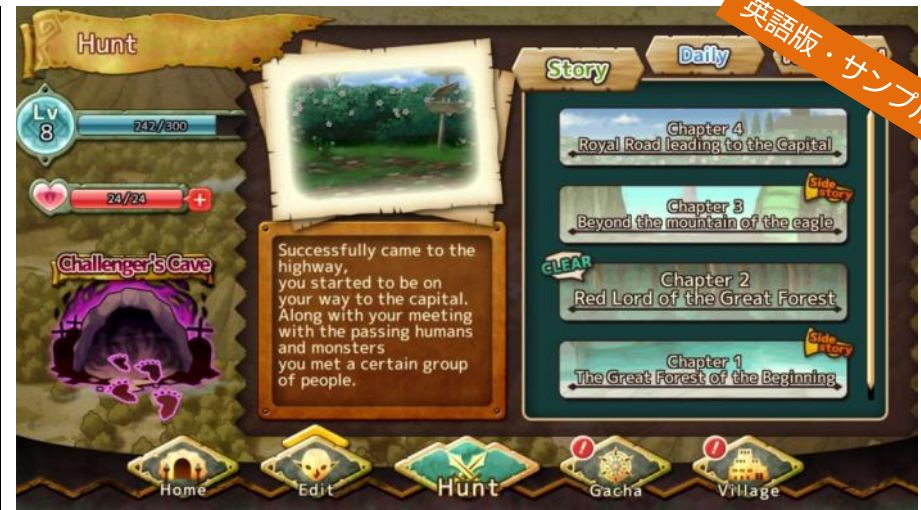 Hunt
Lv
8
242/300
24/24
Challenger's Cave
Successfully came to the
highway,
you started to be on
your way to the capital.
Along with your meeting
with the passing humans
and monsters
you met a certain group
of people.
Story
Daily
英語版・サンプル
Chapter 4
Royal Road leading to the Capital
Side
story
Chapter 3
Beyond the mountain of the eagle
CLEAR
Chapter 2
Red Lord of the Great Forest
Side
story
Chapter 1
The Great Forest of the Beginning
Home
Edit
Hunt
Gacha
Village